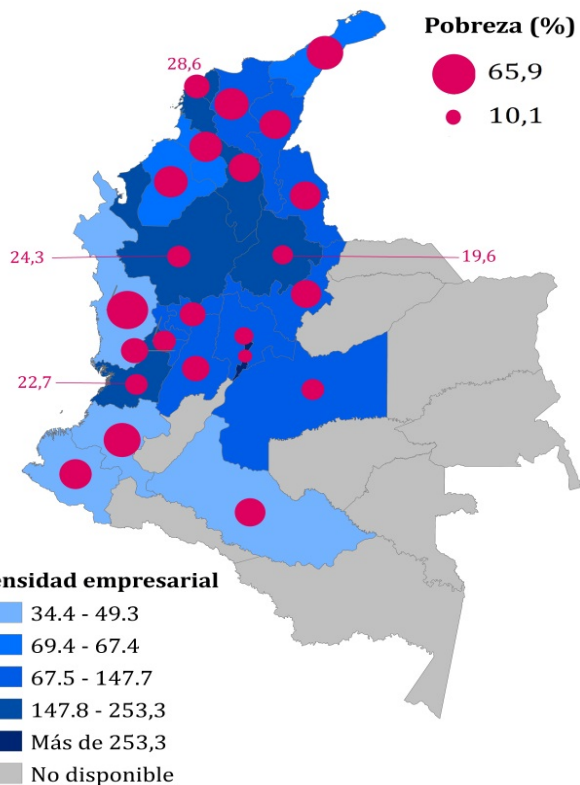 Pobreza (%)
65,9
10,1
28,6
24,3
19,6
22,7
ensidad empresarial
34.4 - 49.3
69.4 - 67.4
67.5 - 147.7
147.8 - 253,3
Más de 253,3
No disponible